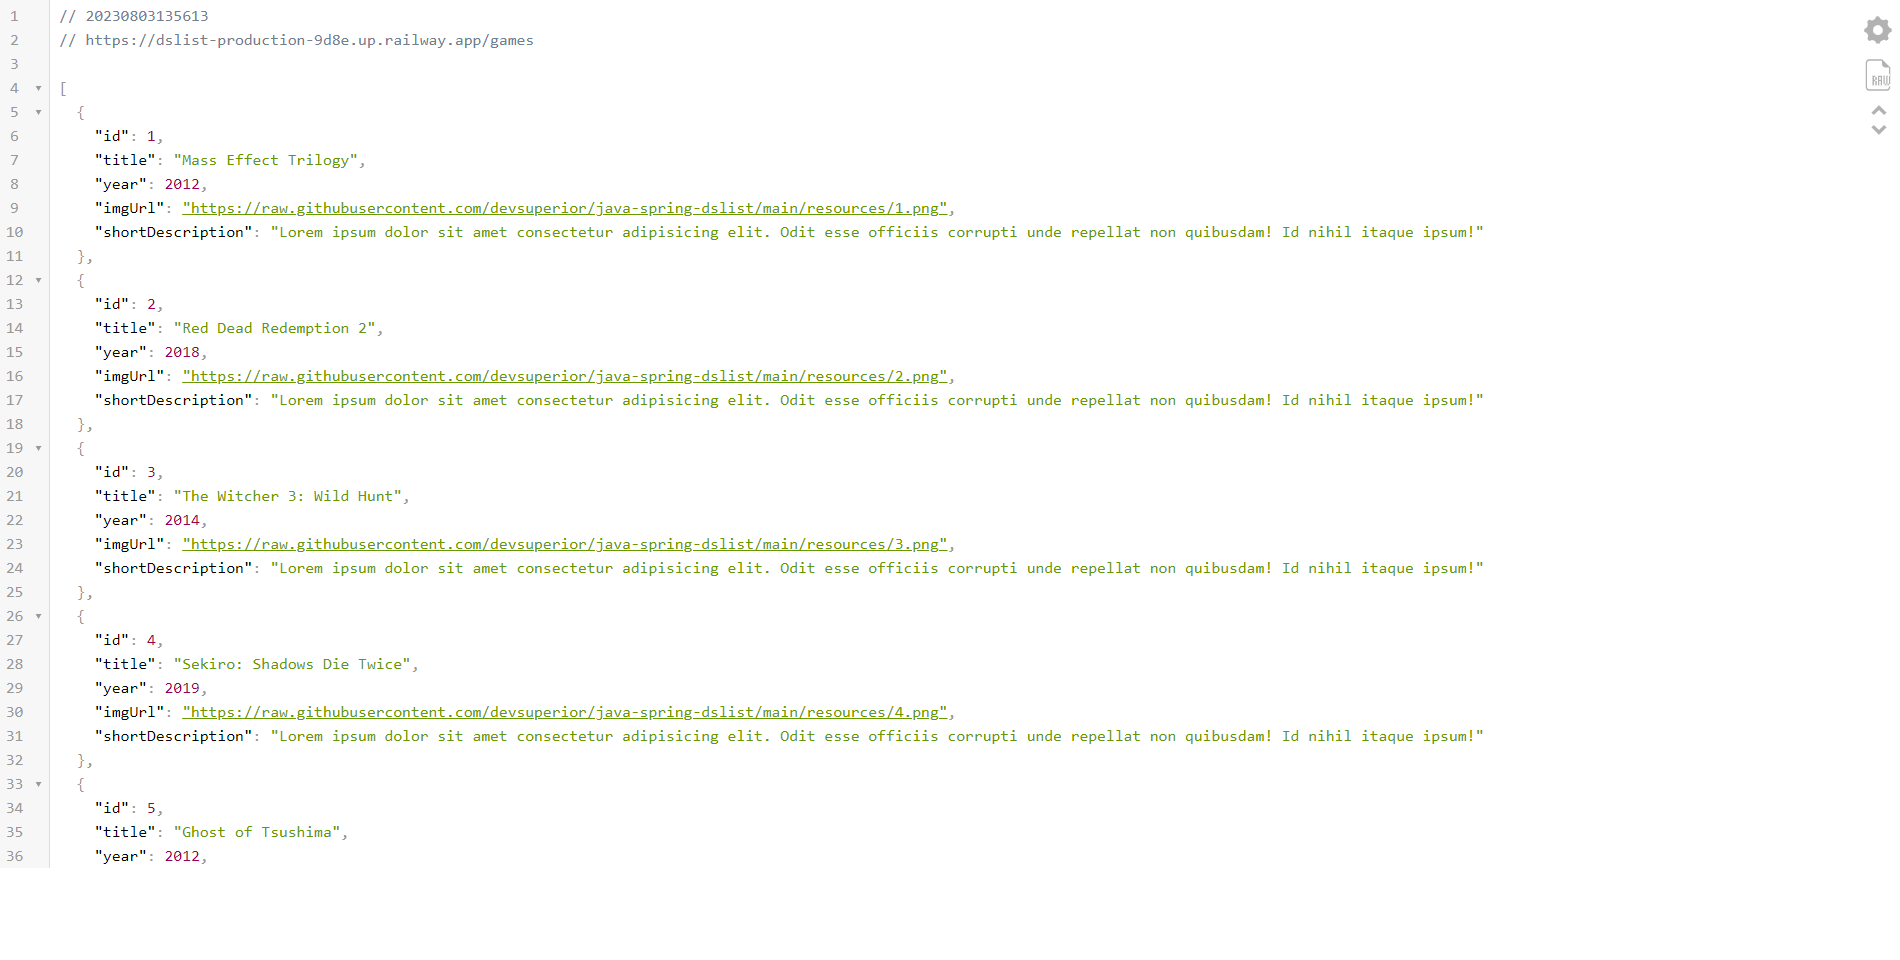 1 // 20230803135613
2 // https://dslist-production-9d8e.up.railway.app/games
3
4 [
5 {
6 "id": 1,
7 "title": "Mass Effect Trilogy",
8 "year": 2012,
9 "imgUrl": "https://raw.githubusercontent.com/devsuperior/java-spring-dslist/main/resources/1.png",
10 "shortDescription": "Lorem ipsum dolor sit amet consectetur adipisicing elit. Odit esse officiis corrupti unde repellat non quibusdam! Id nihil itaque ipsum!"
11 },
12 {
13 "id": 2,
14 "title": "Red Dead Redemption 2",
15 "year": 2018,
16 "imgUrl": "https://raw.githubusercontent.com/devsuperior/java-spring-dslist/main/resources/2.png",
17 "shortDescription": "Lorem ipsum dolor sit amet consectetur adipisicing elit. Odit esse officiis corrupti unde repellat non quibusdam! Id nihil itaque ipsum!"
18 },
19 {
20 "id": 3,
21 "title": "The Witcher 3: Wild Hunt",
22 "year": 2014,
23 "imgUrl": "https://raw.githubusercontent.com/devsuperior/java-spring-dslist/main/resources/3.png",
24 "shortDescription": "Lorem ipsum dolor sit amet consectetur adipisicing elit. Odit esse officiis corrupti unde repellat non quibusdam! Id nihil itaque ipsum!"
25 },
26 {
27 "id": 4,
28 "title": "Sekiro: Shadows Die Twice",
29 "year": 2019,
30 "imgUrl": "https://raw.githubusercontent.com/devsuperior/java-spring-dslist/main/resources/4.png",
31 "shortDescription": "Lorem ipsum dolor sit amet consectetur adipisicing elit. Odit esse officiis corrupti unde repellat non quibusdam! Id nihil itaque ipsum!"
32 },
33 {
34 "id": 5,
35 "title": "Ghost of Tsushima",
36 "year": 2012,
RAW